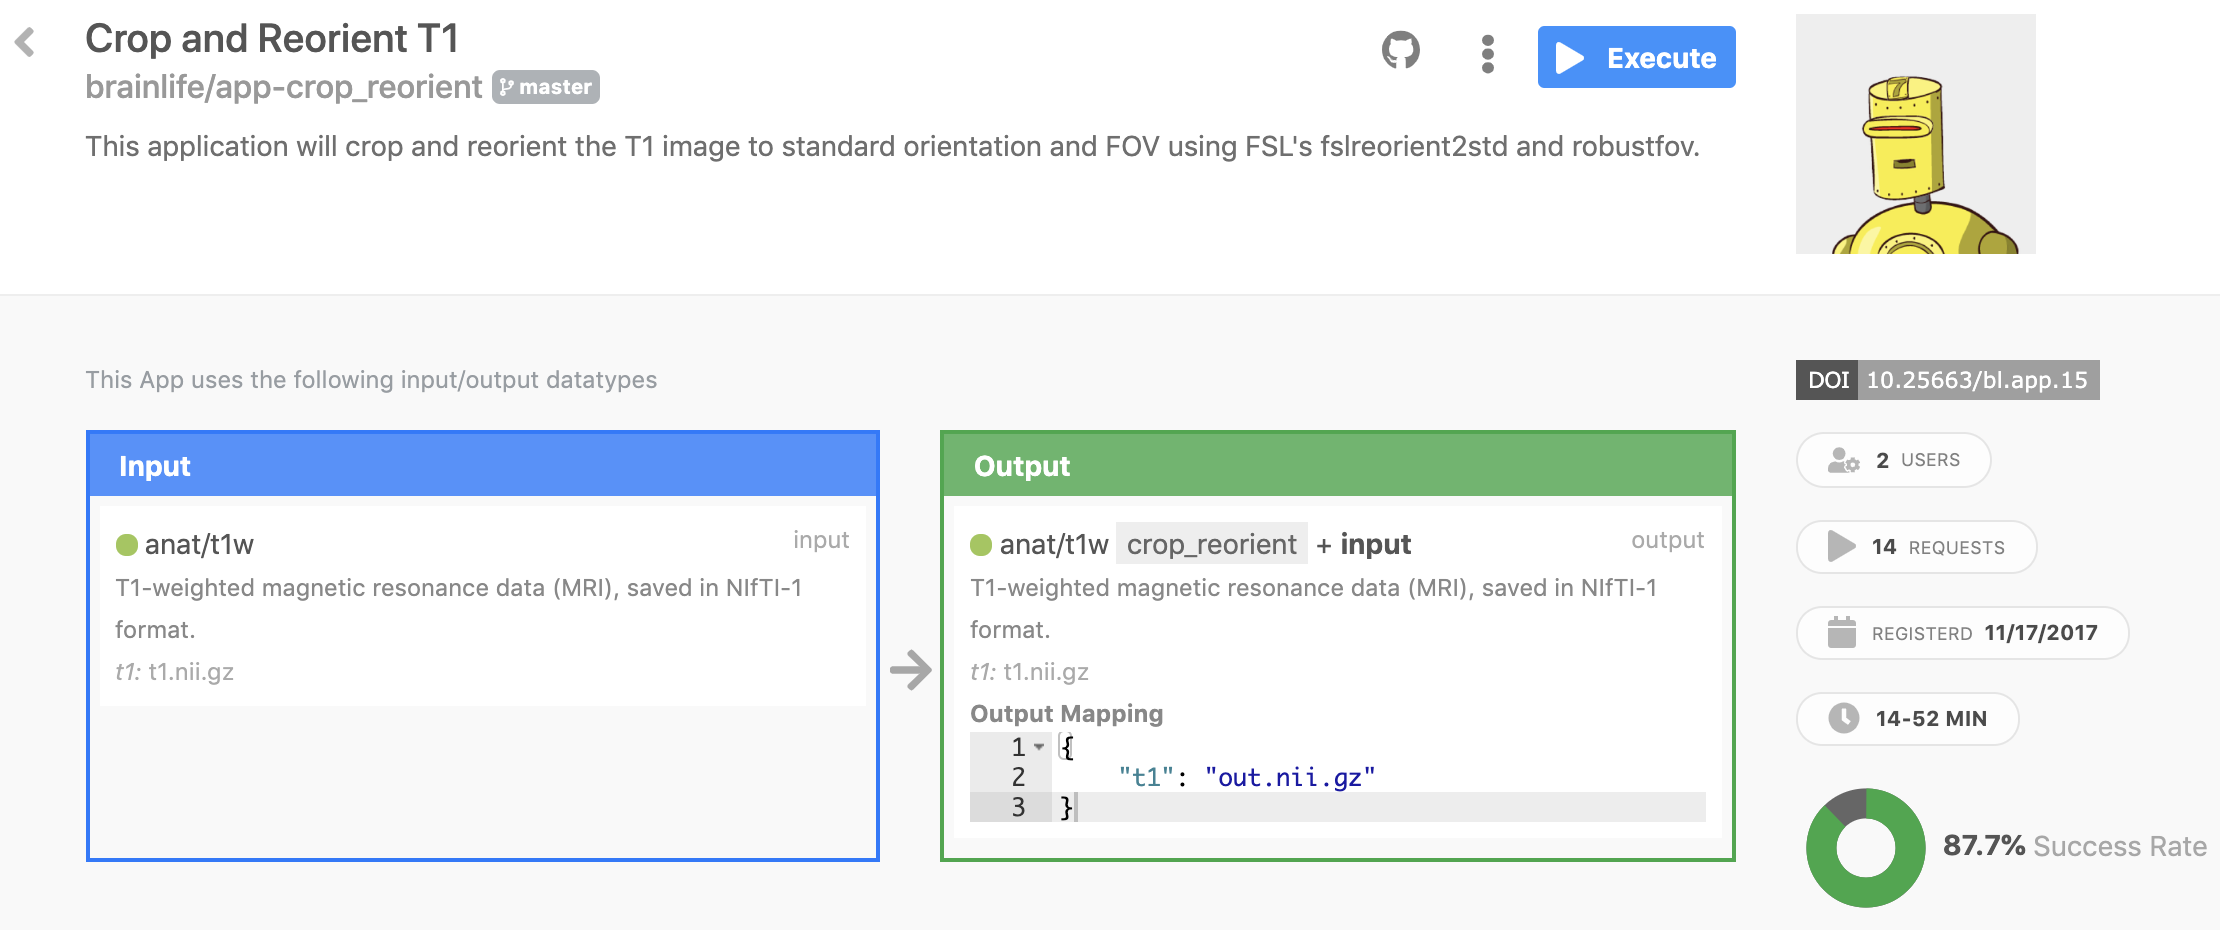 Crop and Reorient T1
brainlife/app-crop_reorient master
Execute
This application will crop and reorient the T1 image to standard orientation and FOV using FSL's fslreorient2std and robustfov.
7
This App uses the following input/output datatypes
Input
anat/t1w input
T1-weighted magnetic resonance data (MRI), saved in NIfTI-1
format.
t1: t1.nii.gz
Output
anat/t1w crop_reorient + input output
T1-weighted magnetic resonance data (MRI), saved in NIfTI-1
format.
t1: t1.nii.gz
Output Mapping
1 {
2 "t1": "out.nii.gz"
3 }
DOI 10.25663/bl.app.15
2 USERS
14 REQUESTS
REGISTERD 11/17/2017
14-52 MIN
87.7% Success Rate